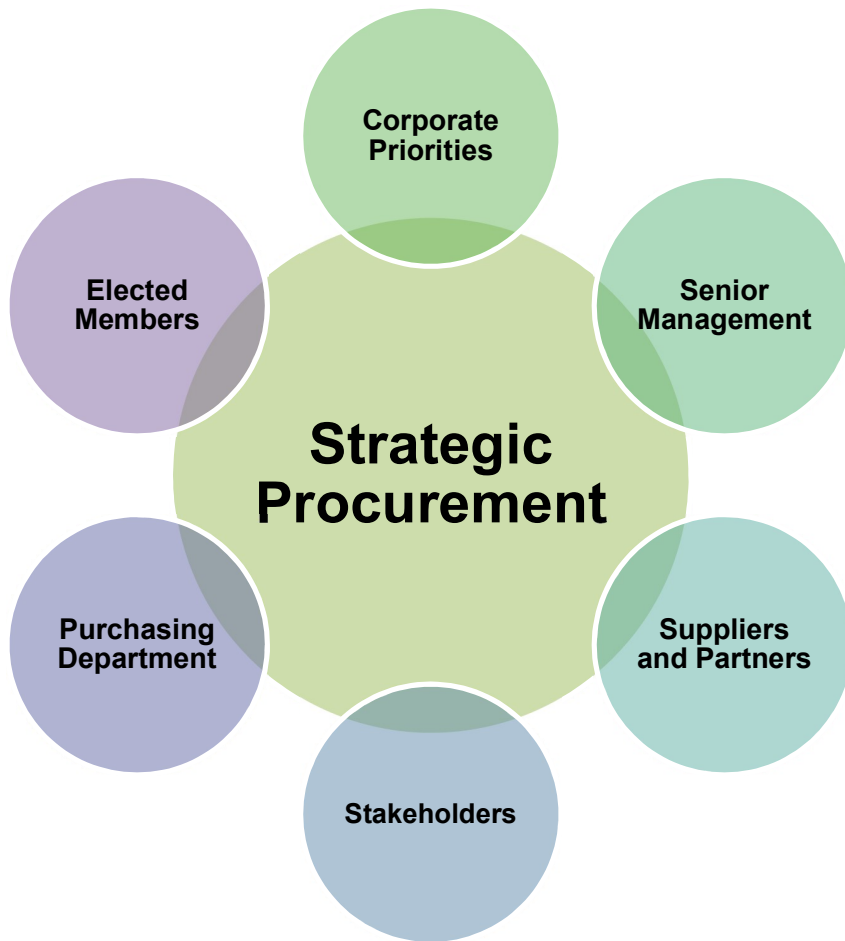 Corporate
Priorities
Elected
Members
Senior
Management
Strategic
Procurement
Purchasing
Department
Suppliers
and Partners
Stakeholders